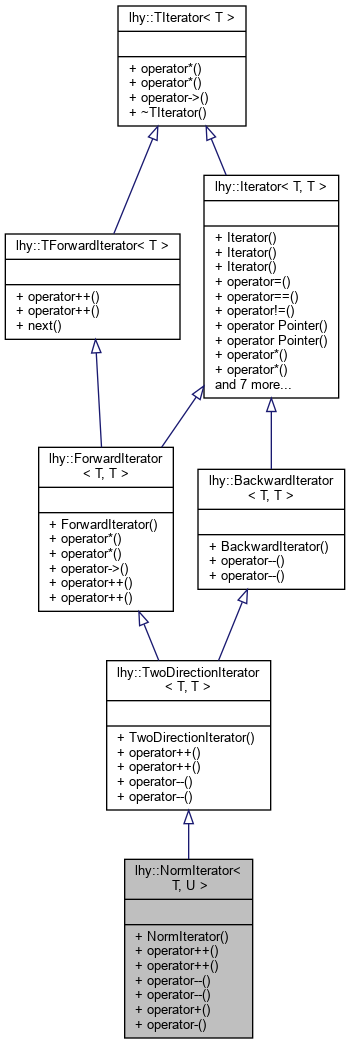 lhy::TIterator< T >
+ operator*()
+ operator*()
+ operator->()
+ ~TIterator()
lhy::Iterator< T, T >
+ Iterator()
+ Iterator()
+ Iterator()
+ operator=()
+ operator==()
+ operator!=()
+ operator Pointer()
+ operator Pointer()
+ operator*()
+ operator*()
and 7 more...
lhy::TForwardIterator< T >
+ operator++()
+ operator++()
+ next()
lhy::ForwardIterator
< T, T >
+ ForwardIterator()
+ operator*()
+ operator*()
+ operator->()
+ operator++()
+ operator++()
lhy::BackwardIterator
< T, T >
+ BackwardIterator()
+ operator--()
+ operator--()
lhy::TwoDirectionIterator
< T, T >
+ TwoDirectionIterator()
+ operator++()
+ operator++()
+ operator--()
+ operator--()
lhy::NormIterator<
T, U >
+ NormIterator()
+ operator++()
+ operator++()
+ operator--()
+ operator--()
+ operator+()
+ operator-()